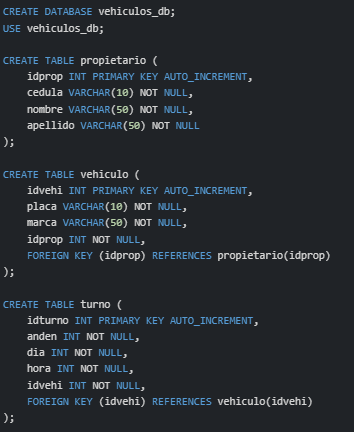 CREATE DATABASE vehiculos_db;
USE vehiculos_db;

CREATE TABLE propietario (
    idprop INT PRIMARY KEY AUTO_INCREMENT,
    cedula VARCHAR(10) NOT NULL,
    nombre VARCHAR(50) NOT NULL,
    apellido VARCHAR(50) NOT NULL
);

CREATE TABLE vehiculo (
    idvehi INT PRIMARY KEY AUTO_INCREMENT,
    placa VARCHAR(10) NOT NULL,
    marca VARCHAR(50) NOT NULL,
    idprop INT NOT NULL,
    FOREIGN KEY (idprop) REFERENCES propietario(idprop)
);

CREATE TABLE turno (
    idturno INT PRIMARY KEY AUTO_INCREMENT,
    anden INT NOT NULL,
    dia INT NOT NULL,
    hora INT NOT NULL,
    idvehi INT NOT NULL,
    FOREIGN KEY (idvehi) REFERENCES vehiculo(idvehi)
);